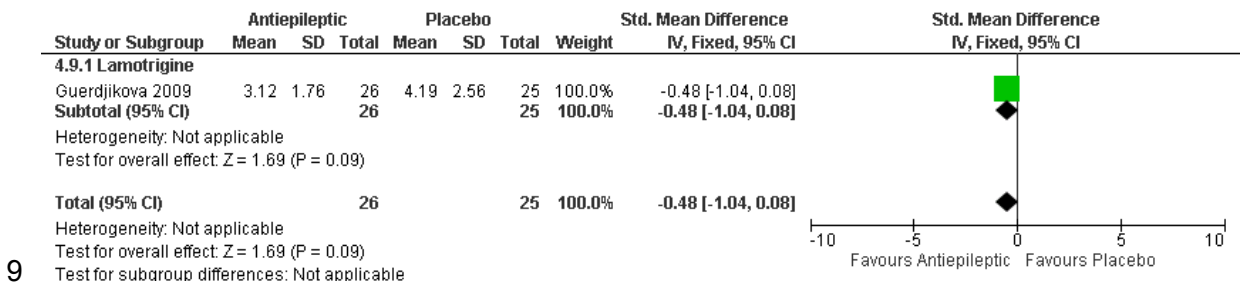 Antiepileptic Placebo Std. Mean Difference Std. Mean Difference
Study or Subgroup Mean SD Total Mean SD Total Weight IV, Fixed, 95% CI IV, Fixed, 95% CI
4.9.1 Lamotrigine
Guerdjikova 2009 3.12 1.76 26 4.19 2.56 25 100.0% -0.48 [-1.04, 0.08]
Subtotal (95% CI) 26 25 100.0% -0.48 [-1.04, 0.08]
Heterogeneity: Not applicable
Test for overall effect: Z = 1.69 (P = 0.09)
Total (95% CI) 26 25 100.0% -0.48 [-1.04, 0.08]
Heterogeneity: Not applicable
Test for overall effect: Z = 1.69 (P = 0.09)
9 Test for subgroup differences: Not applicable
-10 -5 0 5 10
Favours Antiepileptic Favours Placebo